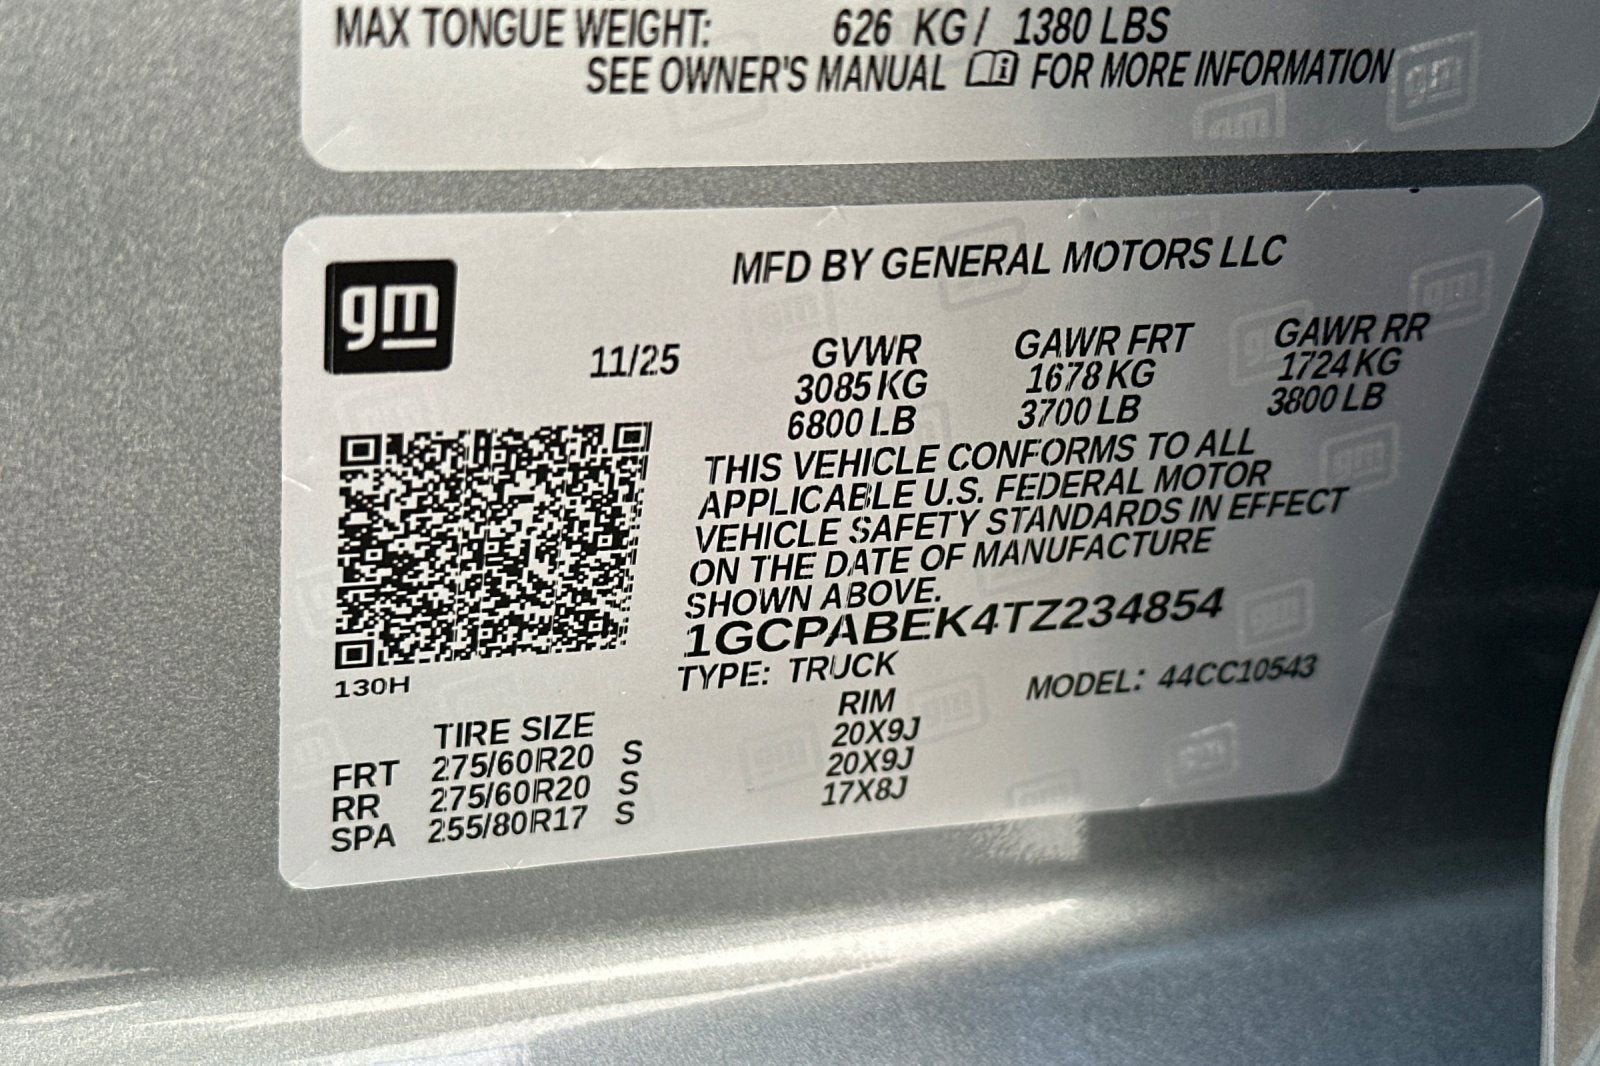 MAX TONGUE WEIGHT: 626 KG / 1380 LBS
SEE OWNER'S MANUAL FOR MORE INFORMATION
gm
MFD BY GENERAL MOTORS LLC
11/25 GVWR GAWR FRT GAWR RR
3085 KG 1678 KG 1724 KG
6800 LB 3700 LB 3800 LB
THIS VEHICLE CONFORMS TO ALL
APPLICABLE U.S. FEDERAL MOTOR
VEHICLE SAFETY STANDARDS IN EFFECT
ON THE DATE OF MANUFACTURE
SHOWN ABOVE.
1GCPABEK4TZ234854
TYPE: TRUCK MODEL: 44CC10543
130H
TIRE SIZE RIM
FRT 275/60R20 S 20X9J
RR 275/60R20 S 20X9J
SPA 255/80R17 S 17X8J